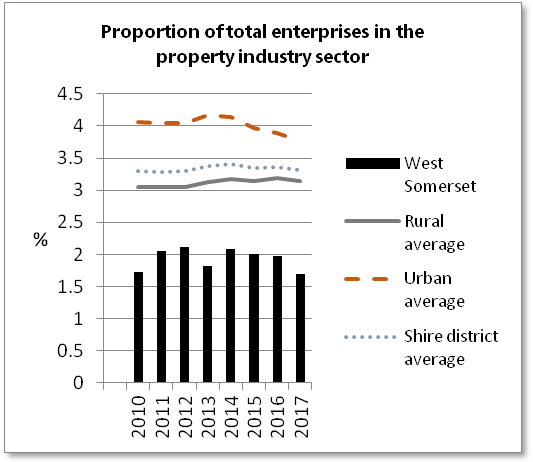 Proportion of total enterprises in the
property industry sector
4.5
4
3.5
3
2.5
2
1.5
1
0.5
0
%
2010
2011
2012
2013
2014
2015
2016
2017
West
Somerset
Rural
average
Urban
average
Shire district
average